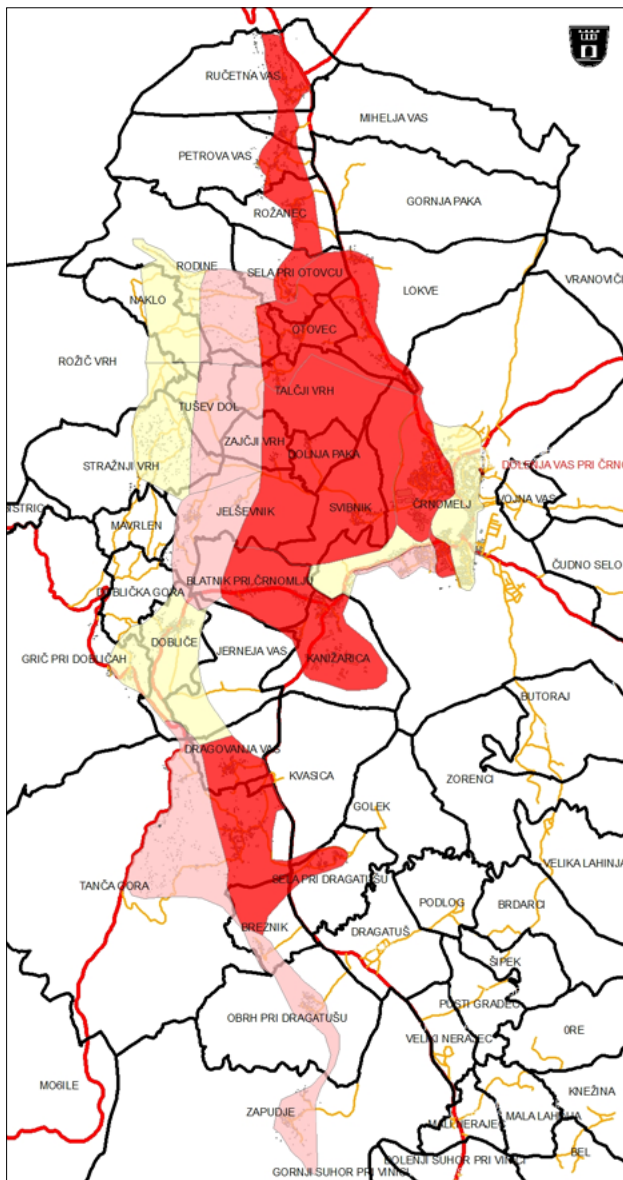 RUČETNA VAS
MIHELJA VAS
PETROVA VAS
GORNJA PAKA
ROŽANEC
RODINE
SELA PRI OTOVCU
VRANOVIČI
NAKLO
LOKVE
OTOVEC
ROŽIČ VRH
TALČJI VRH
TUŠEV DOL
ZAJČJI VRH
DOLNJA PAKA
STRAŽNJI VRH
DOLENJA VAS PRI ČRNO
ČRNOMELJ
VOJNA VAS
JELŠEVNIK
SVIBNIK
MAVRLEN
ČUDNO SELO
BLATNIK PRI ČRNOMLJU
DOBLIČKA GORA
DOBLIČE
JERNEJA VAS
KANIŽARICA
GRIČ PRI DOBLIČAH
BUTORAJ
DRAGOVANJA VAS
KVASICA
ZORENCI
GOLEK
VELIKA LAHINJA
TANČA GORA
SELA PRI DRAGATUŠU
PODLOG
BRDARCI
BREZNIK
DRAGATUŠ
ŠIPEK
OBRH PRI DRAGATUŠU
PUSTI GRADEC
0RE
VELIKI NERAJEC
MO6ILE
KNEŽINA
ZAPUDJE
MALI NERAJEC
MALA LAHINJA
BEL
DOLENJI SUHOR PRI VINICI
GORNJI SUHOR PRI VINICI